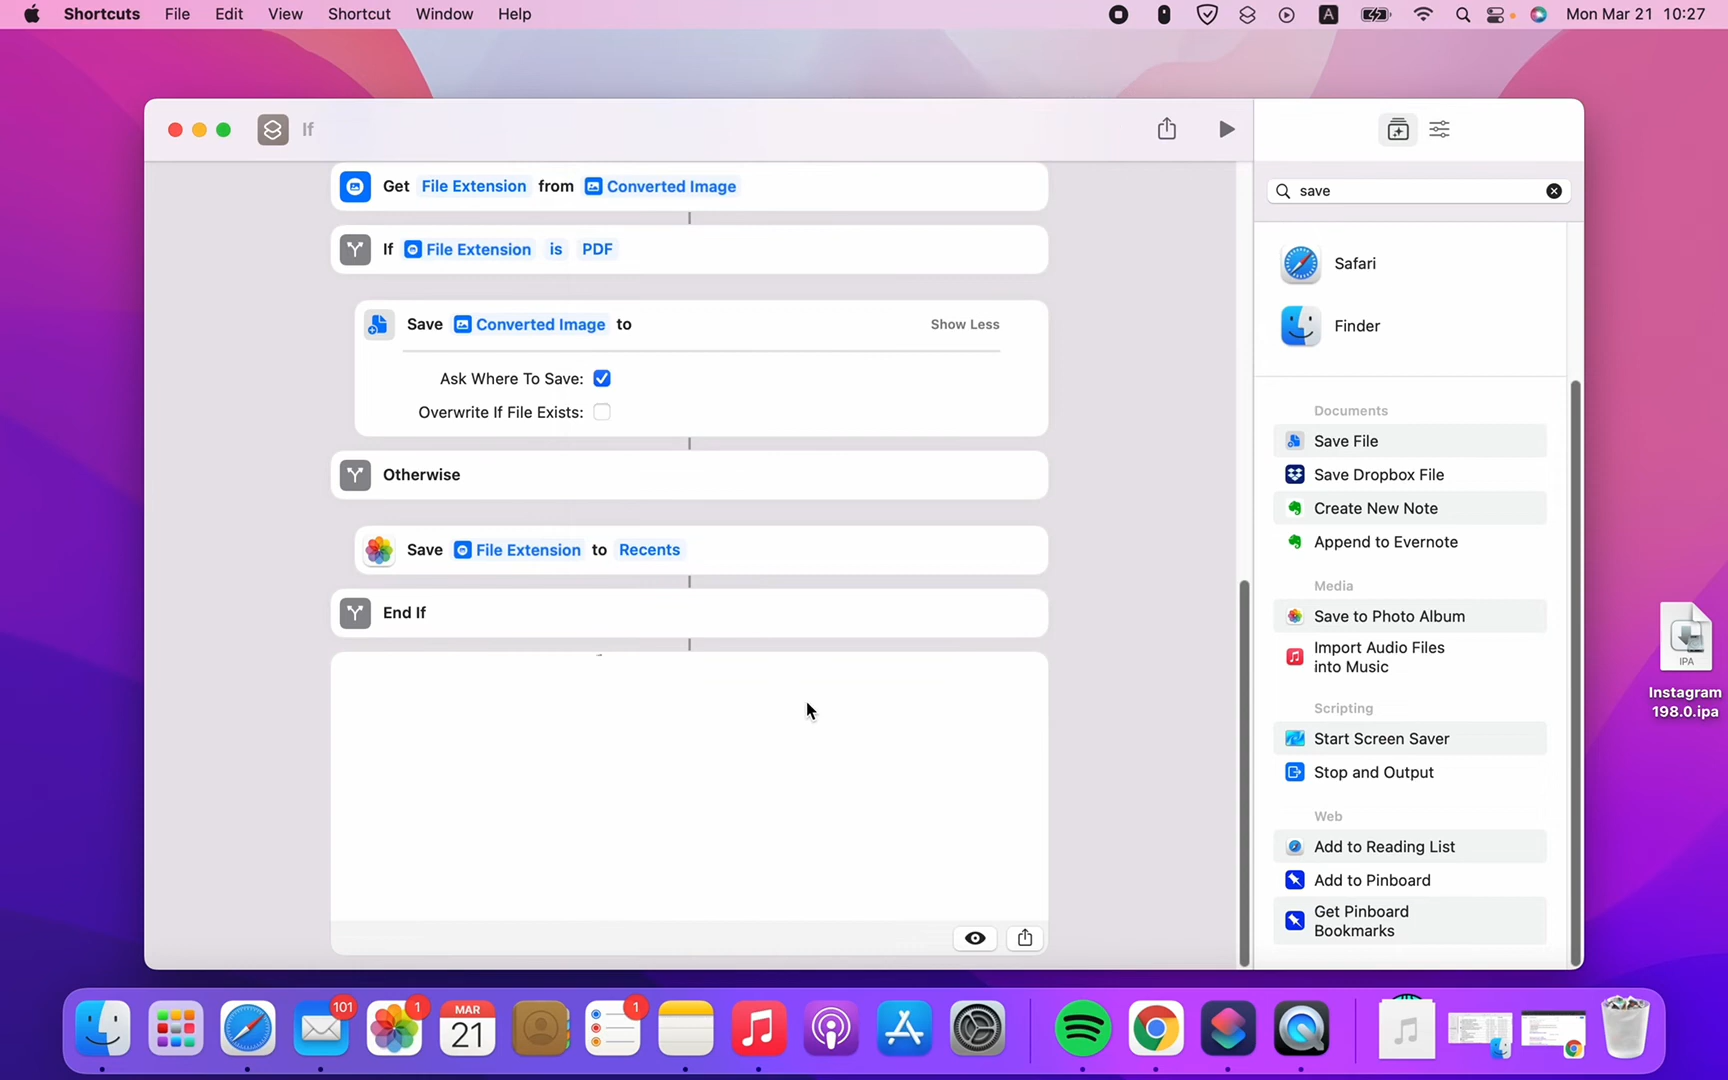 Shortcuts File Edit View Shortcut Window Help A Mon Mar 21 10:27
If
save
Get File Extension from Converted Image
If File Extension is PDF
Save Converted Image to Show Less
Ask Where To Save:
Overwrite If File Exists:
Otherwise
Save File Extension to Recents
End If
Safari
Finder
Documents
Save File
Save Dropbox File
Create New Note
Append to Evernote
Media
Save to Photo Album
Import Audio Files
into Music
Scripting
Start Screen Saver
Stop and Output
Web
Add to Reading List
Add to Pinboard
Get Pinboard
Bookmarks
IPA
Instagram
198.0.ipa
101
1
MAR
21
1